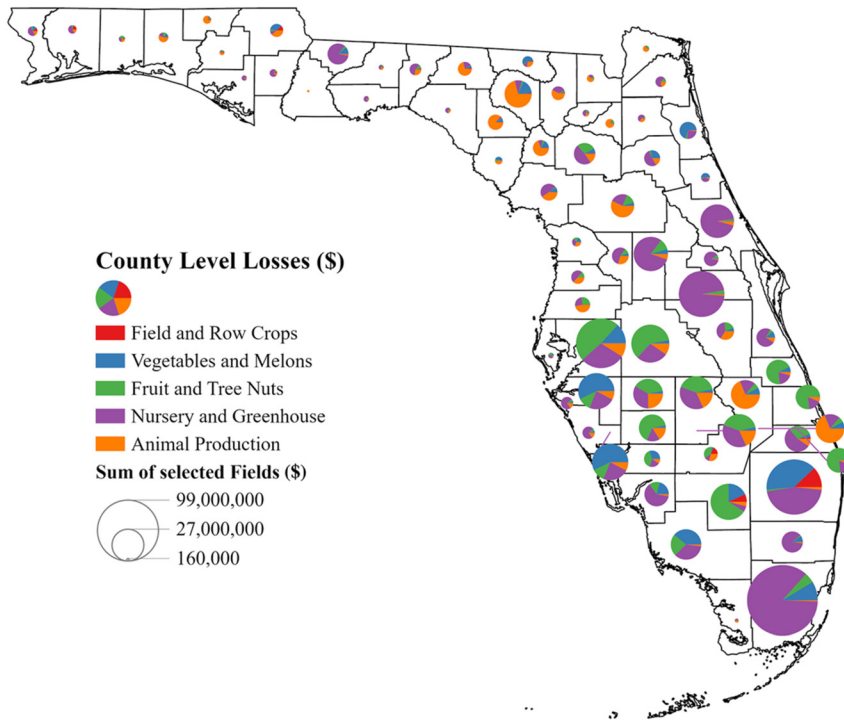 County Level Losses ($)
Field and Row Crops
Vegetables and Melons
Fruit and Tree Nuts
Nursery and Greenhouse
Animal Production
Sum of selected Fields ($)
99,000,000
27,000,000
160,000